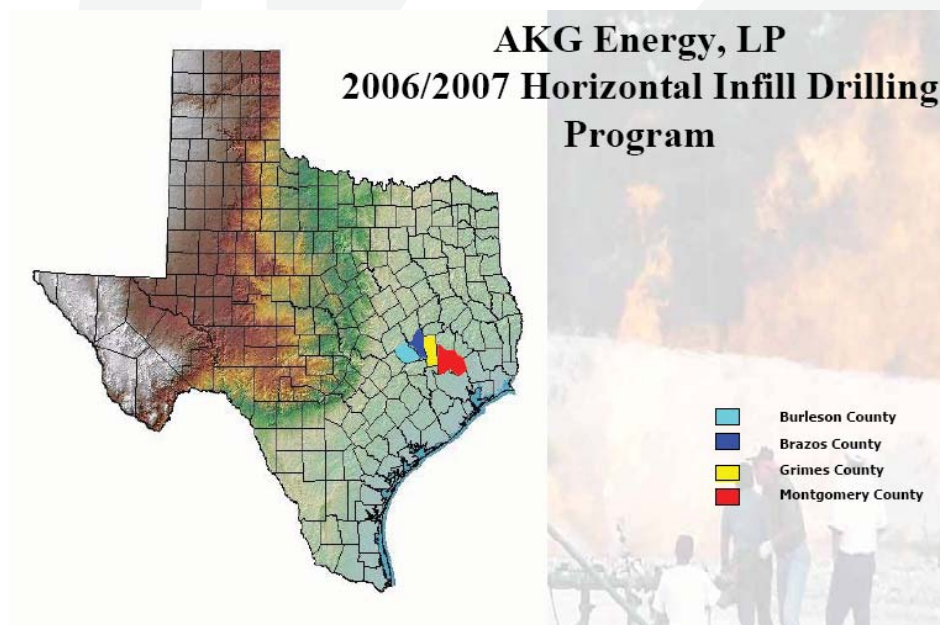 AKG Energy, LP
2006/2007 Horizontal Infill Drilling
Program
Burleson County
Brazos County
Grimes County
Montgomery County